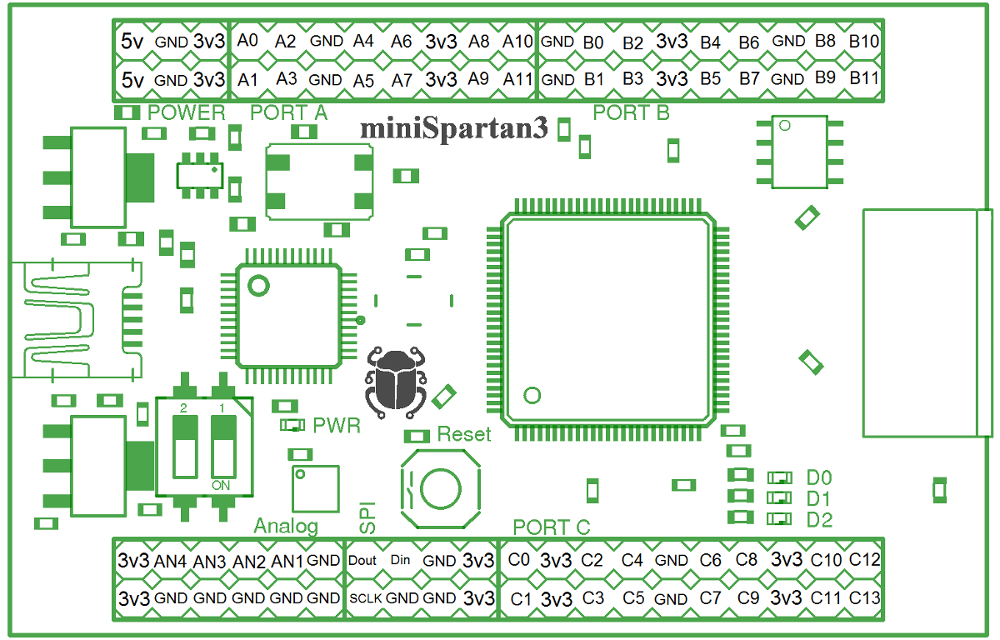 5v GND 3v3 A0 A2 GND A4 A6 3v3 A8 A10 GND B0 B2 3v3 B4 B6 GND B8 B10
5v GND 3v3 A1 A3 GND A5 A7 3v3 A9 A11 GND B1 B3 3v3 B5 B7 GND B9 B11
POWER PORT A PORT B
miniSpartan3
2 1
ON
PWR
Reset
D0
D1
D2
Analog SPI PORT C
3v3 AN4 AN3 AN2 AN1 GND Dout Din GND 3v3 C0 3v3 C2 C4 GND C6 C8 3v3 C10 C12
3v3 GND GND GND GND GND SCLK GND GND 3v3 C1 3v3 C3 C5 GND C7 C9 3v3 C11 C13